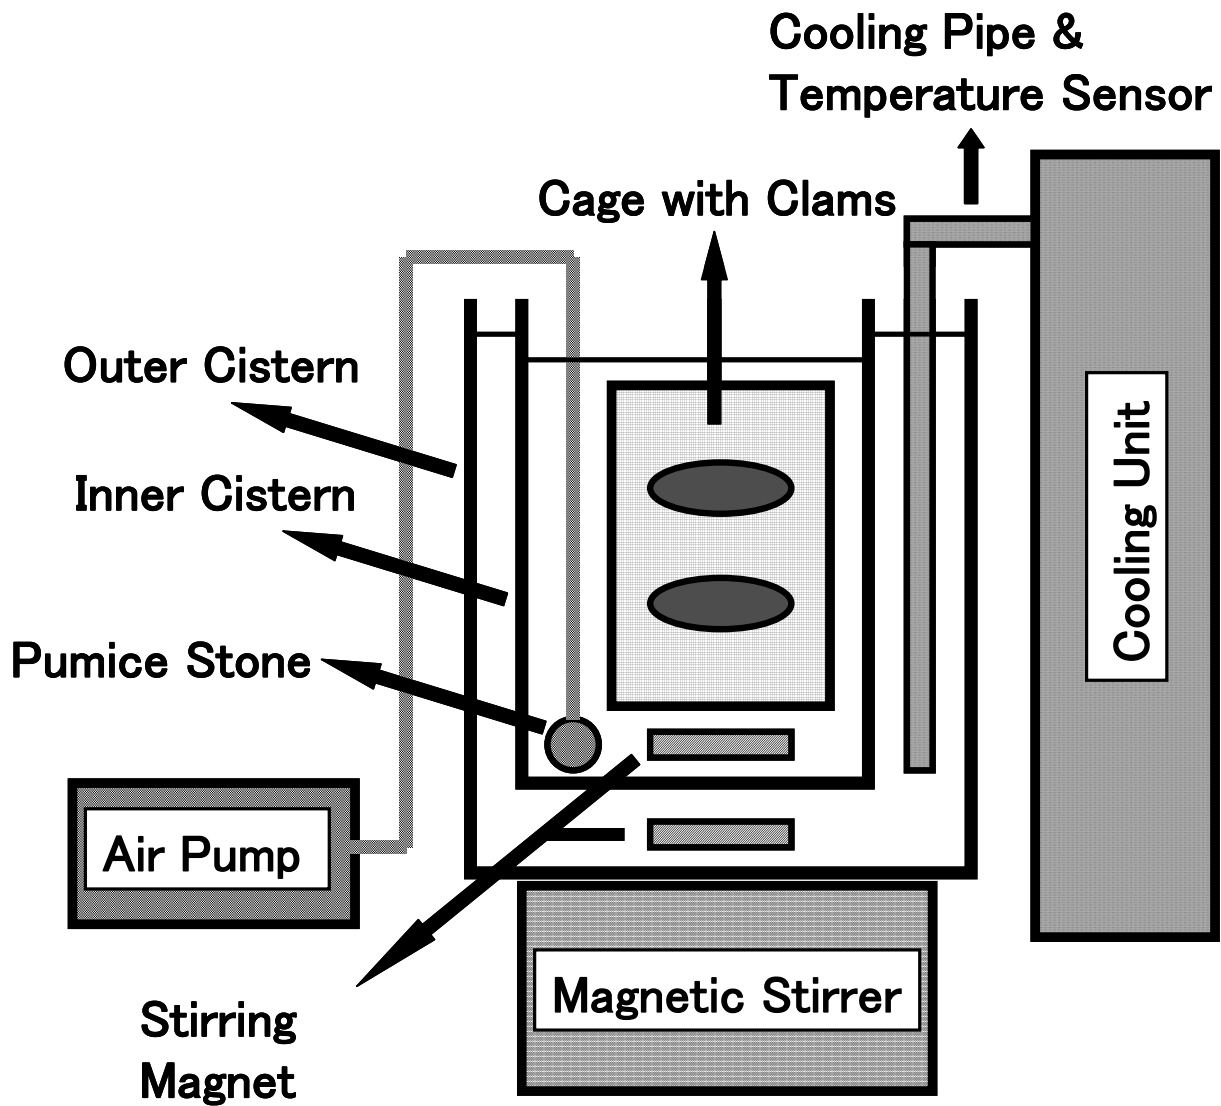 Cooling Pipe &
Temperature Sensor
Cage with Clams
Outer Cistern
Inner Cistern
Cooling Unit
Pumice Stone
Air Pump
Magnetic Stirrer
Stirring
Magnet